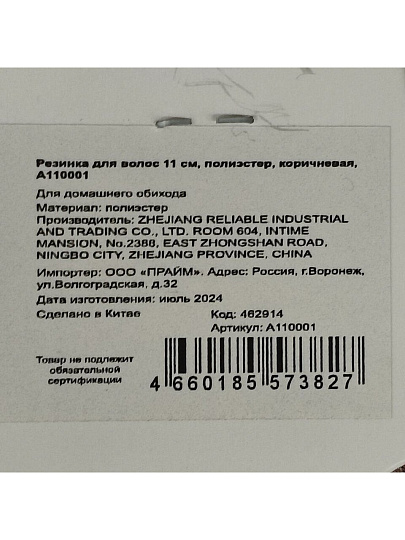 Резинка для волос 11 см, полиэстер, коричневая,
A110001
Для домашнего обихода
Материал: полиэстер
Производитель: ZHEJIANG RELIABLE INDUSTRIAL
AND TRADING CO., LTD. ROOM 604, INTIME
MANSION, No.2388, EAST ZHONGSHAN ROAD,
NINGBO CITY, ZHEJIANG PROVINCE, CHINA
Импортер: ООО «ПРАЙМ». Адрес: Россия, г.Воронеж,
ул.Волгоградская, д.32
Дата изготовления: июль 2024
Сделано в Китае
Код: 462914
Артикул: A110001
Товар не подлежит
обязательной
сертификации
4 660185 573827